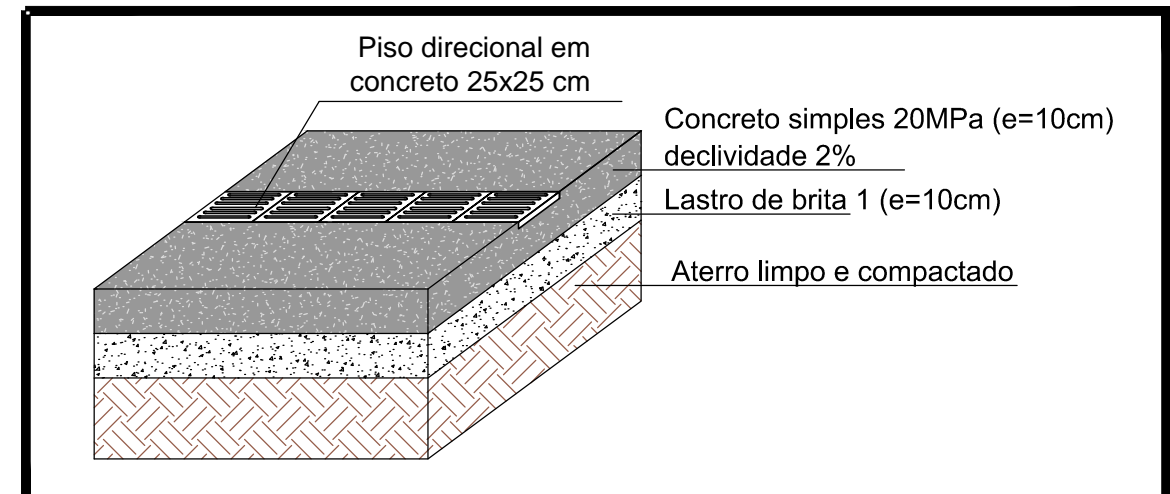 Piso direcional em
concreto 25x25 cm
Concreto simples 20MPa (e=10cm)
declividade 2%
Lastro de brita 1 (e=10cm)
Aterro limpo e compactado